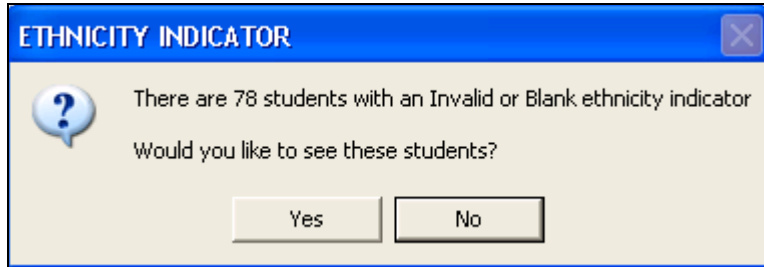 ETHNICITY INDICATOR
There are 78 students with an Invalid or Blank ethnicity indicator
Would you like to see these students?
Yes No